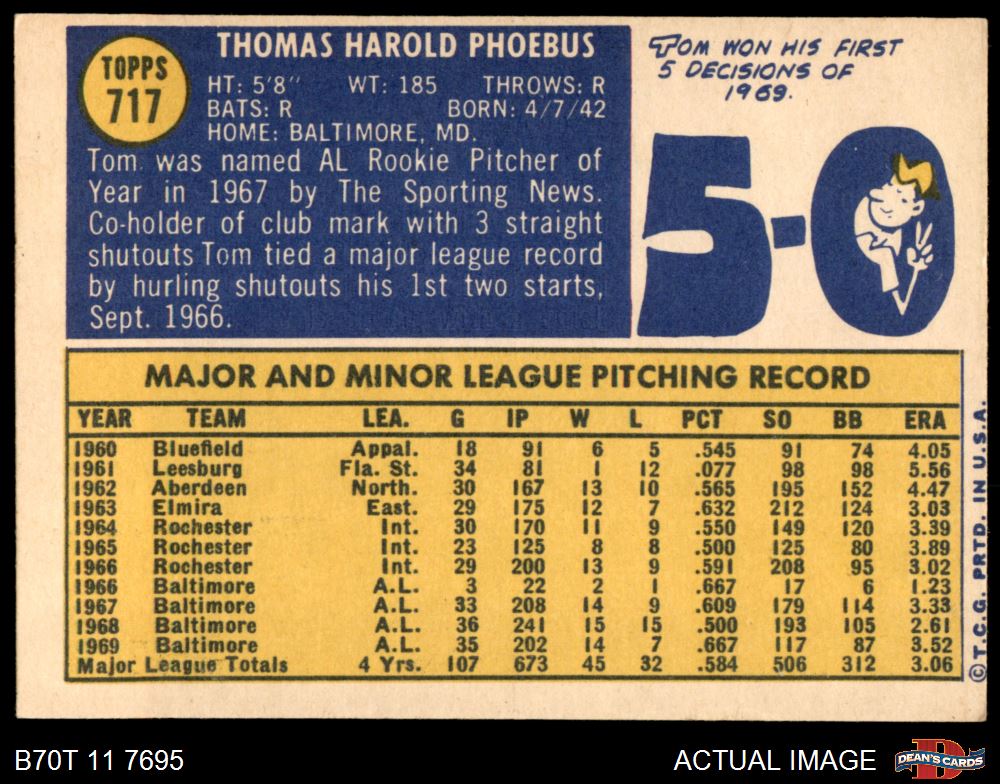 TOPPS
717
THOMAS HAROLD PHOEBUS
HT: 5'8" WT: 185 THROWS: R
BATS: R BORN: 4/7/42
HOME: BALTIMORE, MD.
Tom was named AL Rookie Pitcher of
Year in 1967 by The Sporting News.
Co-holder of club mark with 3 straight
shutouts Tom tied a major league record
by hurling shutouts his 1st two starts,
Sept. 1966.
TOM WON HIS FIRST
5 DECISIONS OF
1969.
5-0
MAJOR AND MINOR LEAGUE PITCHING RECORD
YEAR TEAM LEA. G IP W L PCT SO BB ERA
1960 Bluefield Appal. 18 91 6 5 .545 91 74 4.05
1961 Leesburg Fla. St. 34 81 1 12 .077 98 98 5.56
1962 Aberdeen North. 30 167 13 10 .565 195 152 4.47
1963 Elmira East. 29 175 12 7 .632 212 124 3.03
1964 Rochester Int. 30 170 11 9 .550 149 120 3.39
1965 Rochester Int. 23 125 8 8 .500 125 80 3.89
1966 Rochester Int. 29 200 13 9 .591 208 95 3.02
1966 Baltimore A.L. 3 22 2 1 .667 17 6 1.23
1967 Baltimore A.L. 33 208 14 9 .609 179 114 3.33
1968 Baltimore A.L. 36 241 15 15 .500 193 105 2.61
1969 Baltimore A.L. 35 202 14 7 .667 117 87 3.52
Major League Totals 4 Yrs. 107 673 45 32 .584 506 312 3.06
©T.C.G. PRTD. IN U.S.A.
B70T 11 7695
ACTUAL IMAGE
D
DEAN'S CARDS